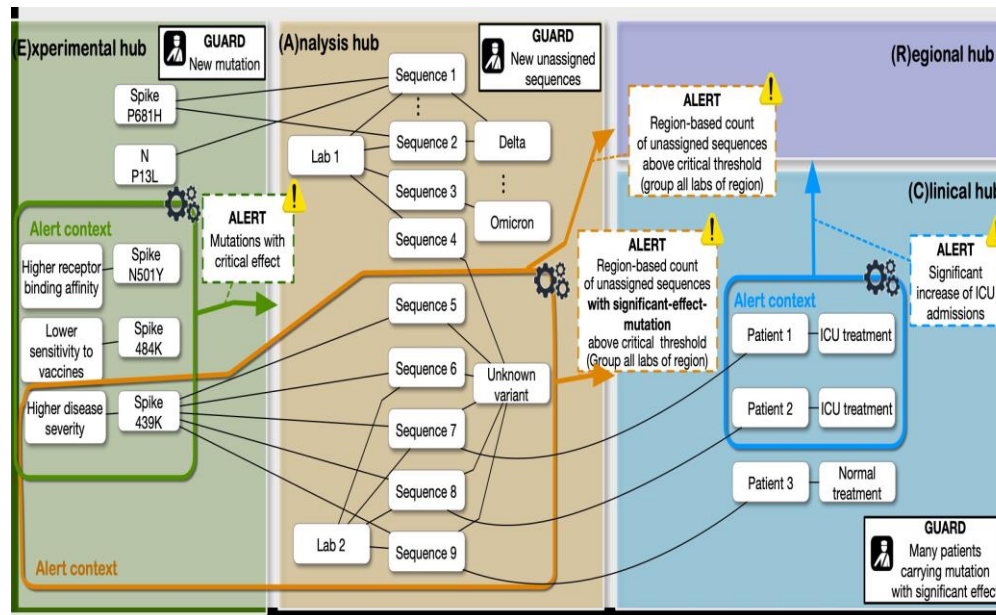 (E)xperimental hub
GUARD
New mutation
Spike
P681H
N
P13L
Alert context
Higher receptor
binding affinity
Spike
N501Y
Lower
sensitivity to
vaccines
Spike
484K
Higher disease
severity
Spike
439K
Alert context
ALERT
Mutations with
critical effect
(A)nalysis hub
GUARD
New unassigned
sequences
Sequence 1
Sequence 2
Sequence 3
Sequence 4
Sequence 5
Sequence 6
Sequence 7
Sequence 8
Sequence 9
Lab 1
Lab 2
Delta
Omicron
Unknown
variant
(R)egional hub
ALERT
Region-based count
of unassigned sequences
above critical threshold
(group all labs of region)
ALERT
Region-based count
of unassigned sequences
with significant-effect-
mutation
above critical threshold
(Group all labs of region)
(C)linical hub
ALERT
Significant
increase of ICU
admissions
Alert context
Patient 1
ICU treatment
Patient 2
ICU treatment
Patient 3
Normal
treatment
GUARD
Many patients
carrying mutation
with significant effect